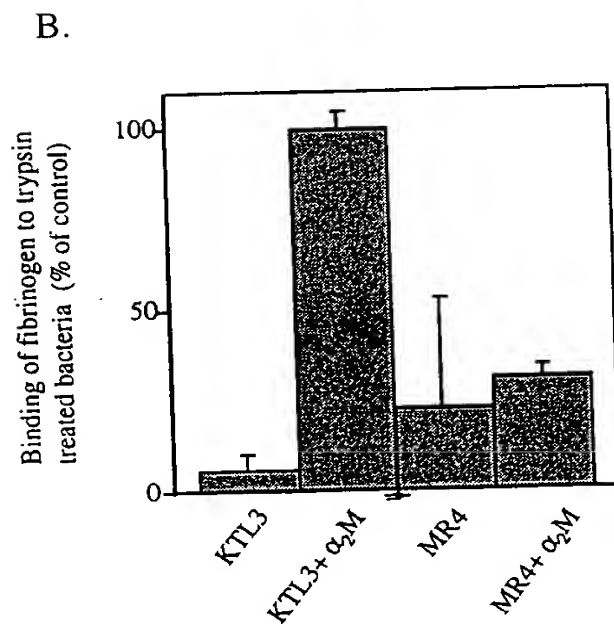 B.
Binding of fibrinogen to trypsin
treated bacteria (% of control)
100
50
0
KTL3
KTL3+ α₂M
MR4
MR4+ α₂M